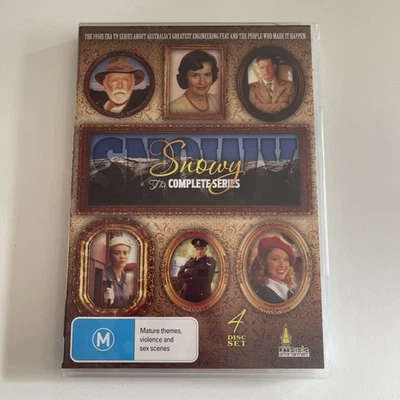 THE 1950S ERA TV SERIES ABOUT AUSTRALIA'S GREATEST ENGINEERING FEAT AND THE PEOPLE WHO MADE IT HAPPEN.
SNOWY
Snowy
The COMPLETE SERIES
M
Mature themes,
violence and
sex scenes
4
DISC
SET